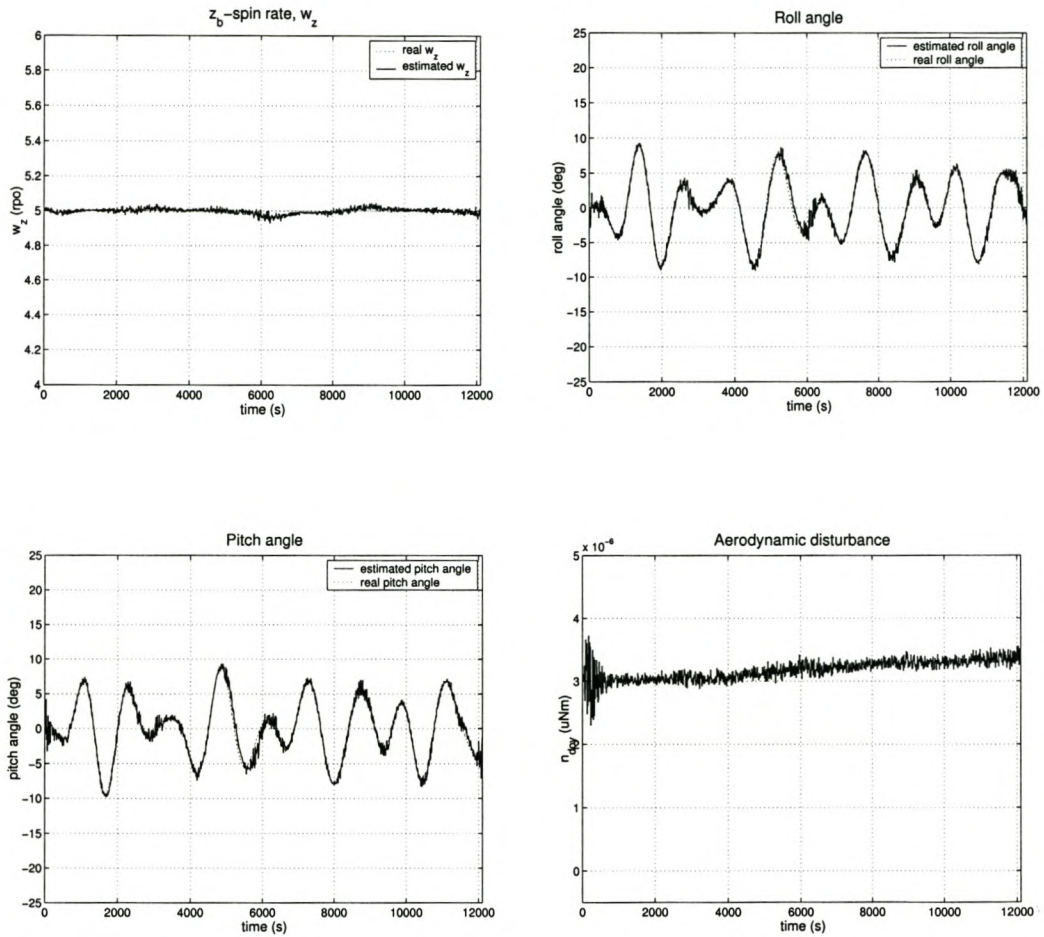 z_b-spin rate, w_z
6
5.8
5.6
5.4
5.2
5
4.8
4.6
4.4
4.2
4
w_z (rpo)
real w_z
estimated w_z
0 2000 4000 6000 8000 10000 12000
time (s)
Roll angle
25
20
15
10
5
0
-5
-10
-15
-20
-25
roll angle (deg)
estimated roll angle
real roll angle
0 2000 4000 6000 8000 10000 12000
time (s)
Pitch angle
25
20
15
10
5
0
-5
-10
-15
-20
-25
pitch angle (deg)
estimated pitch angle
real pitch angle
0 2000 4000 6000 8000 10000 12000
time (s)
Aerodynamic disturbance
x 10^-6
5
4
3
2
1
0
(uNm)
0 2000 4000 6000 8000 10000 12000
time (s)